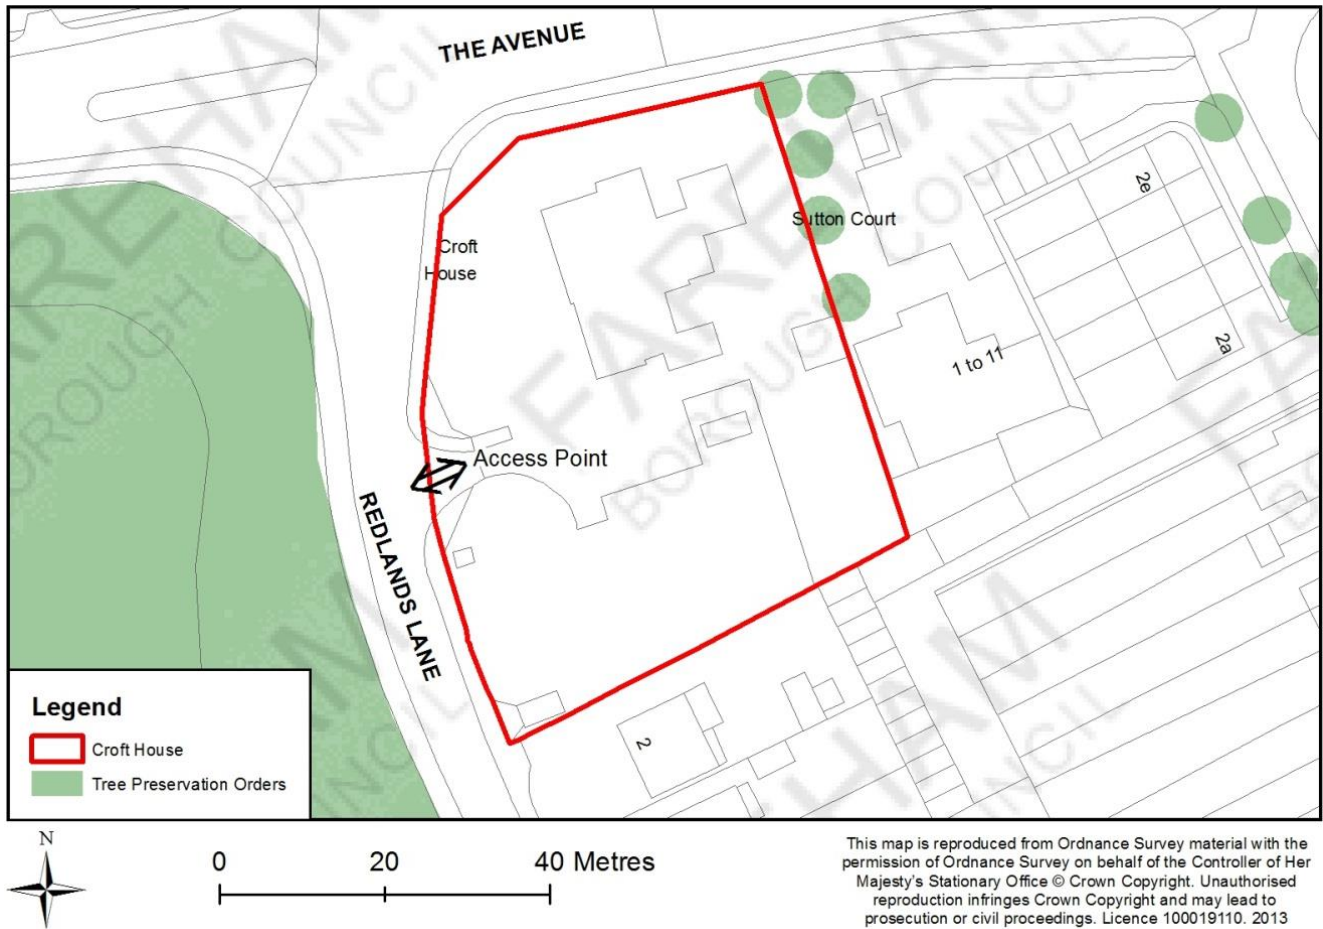 THE AVENUE
Croft
House
Sutton Court
2e
2a
1 to 11
Access Point
REDLANDS LANE
2
Legend
Croft House
Tree Preservation Orders
N
0 20 40 Metres
This map is reproduced from Ordnance Survey material with the
permission of Ordnance Survey on behalf of the Controller of Her
Majesty's Stationary Office © Crown Copyright. Unauthorised
reproduction infringes Crown Copyright and may lead to
prosecution or civil proceedings. Licence 100019110. 2013
FAREHAM
BOROUGH COUNCIL